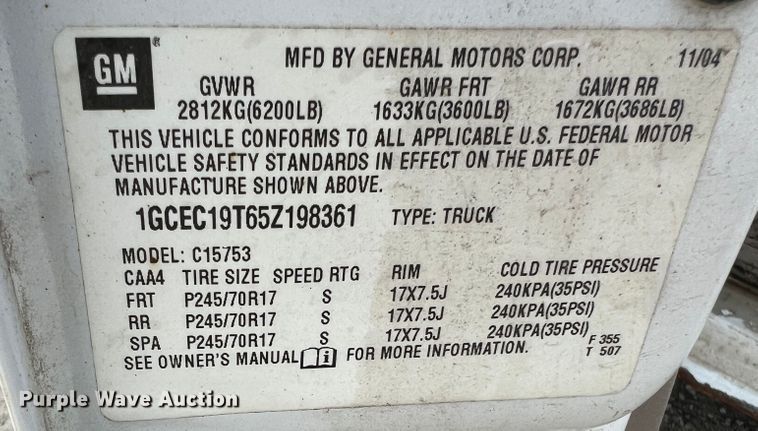 GM ® MFD BY GENERAL MOTORS CORP. 11/04
GVWR GAWR FRT GAWR RR
2812KG(6200LB) 1633KG(3600LB) 1672KG(3686LB)
THIS VEHICLE CONFORMS TO ALL APPLICABLE U.S. FEDERAL MOTOR
VEHICLE SAFETY STANDARDS IN EFFECT ON THE DATE OF
MANUFACTURE SHOWN ABOVE.
1GCEC19T65Z198361 TYPE: TRUCK
MODEL: C15753
CAA4 TIRE SIZE SPEED RTG RIM COLD TIRE PRESSURE
FRT P245/70R17 S 17X7.5J 240KPA(35PSI)
RR P245/70R17 S 17X7.5J 240KPA(35PSI)
SPA P245/70R17 S 17X7.5J 240KPA(35PSI)
SEE OWNER'S MANUAL i FOR MORE INFORMATION.
F 355
T 507
Purple Wave Auction